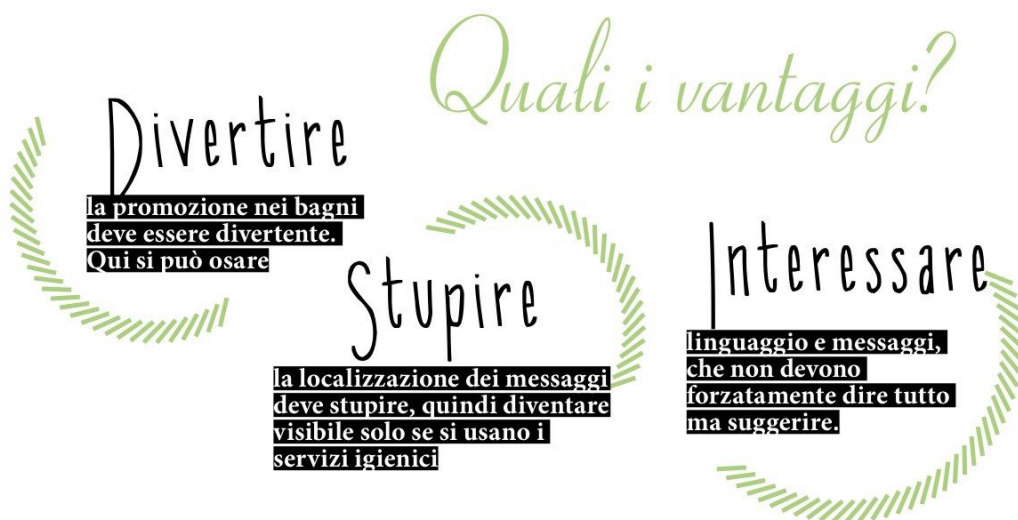 Quali i vantaggi?
Divertire
la promozione nei bagni
deve essere divertente.
Qui si può osare
Stupire
la localizzazione dei messaggi
deve stupire, quindi diventare
visibile solo se si usano i
servizi igienici
Interessare
linguaggio e messaggi,
che non devono
forzatamente dire tutto
ma suggerire.